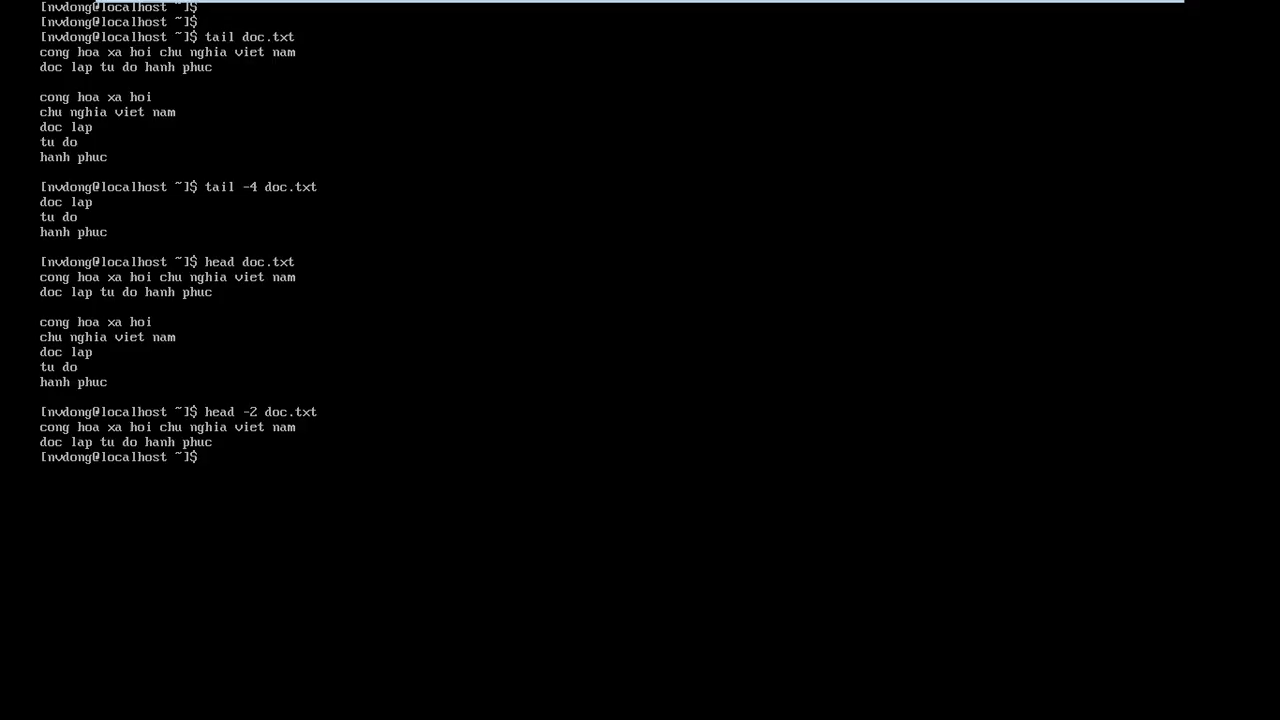 [nvdong@localhost ~]$
[nvdong@localhost ~]$
[nvdong@localhost ~]$ tail doc.txt
cong hoa xa hoi chu nghia viet nam
doc lap tu do hanh phuc

cong hoa xa hoi
chu nghia viet nam
doc lap
tu do
hanh phuc

[nvdong@localhost ~]$ tail -4 doc.txt
doc lap
tu do
hanh phuc

[nvdong@localhost ~]$ head doc.txt
cong hoa xa hoi chu nghia viet nam
doc lap tu do hanh phuc

cong hoa xa hoi
chu nghia viet nam
doc lap
tu do
hanh phuc

[nvdong@localhost ~]$ head -2 doc.txt
cong hoa xa hoi chu nghia viet nam
doc lap tu do hanh phuc
[nvdong@localhost ~]$